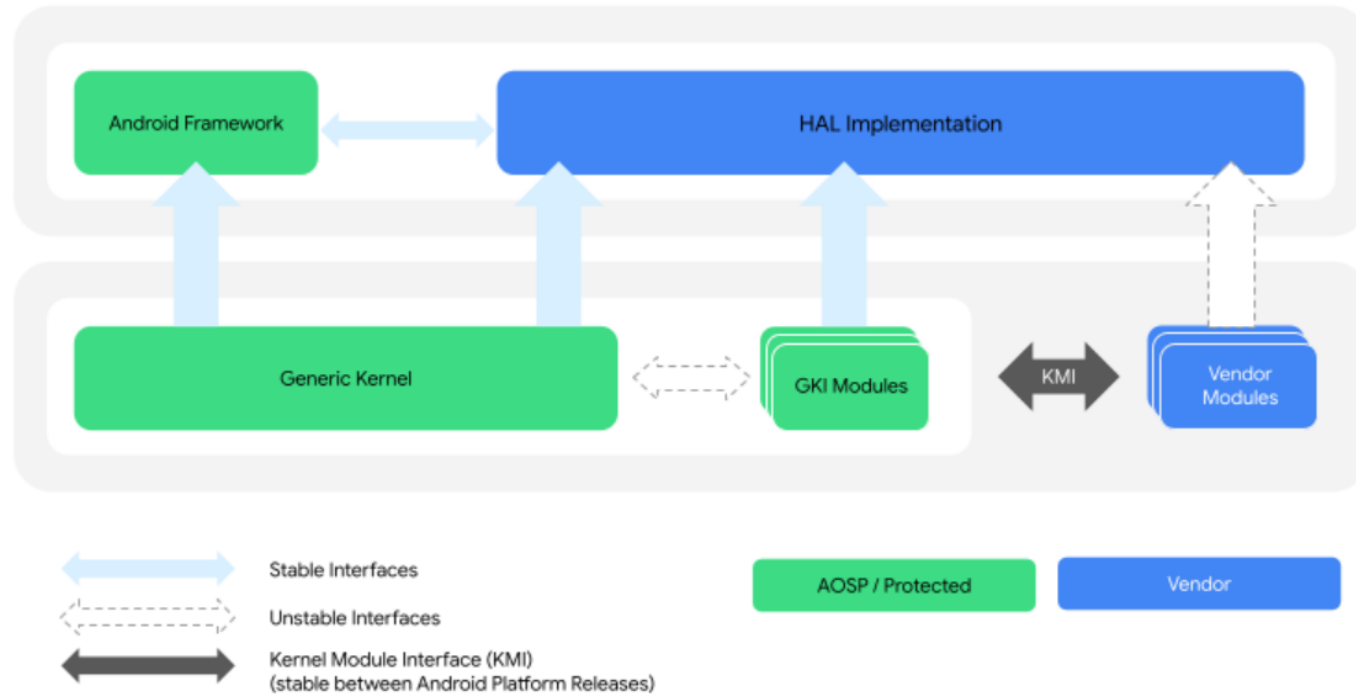 Android Framework
HAL Implementation
Generic Kernel
GKI Modules
KMI
Vendor
Modules
Stable Interfaces
Unstable Interfaces
Kernel Module Interface (KMI)
(stable between Android Platform Releases)
AOSP / Protected
Vendor